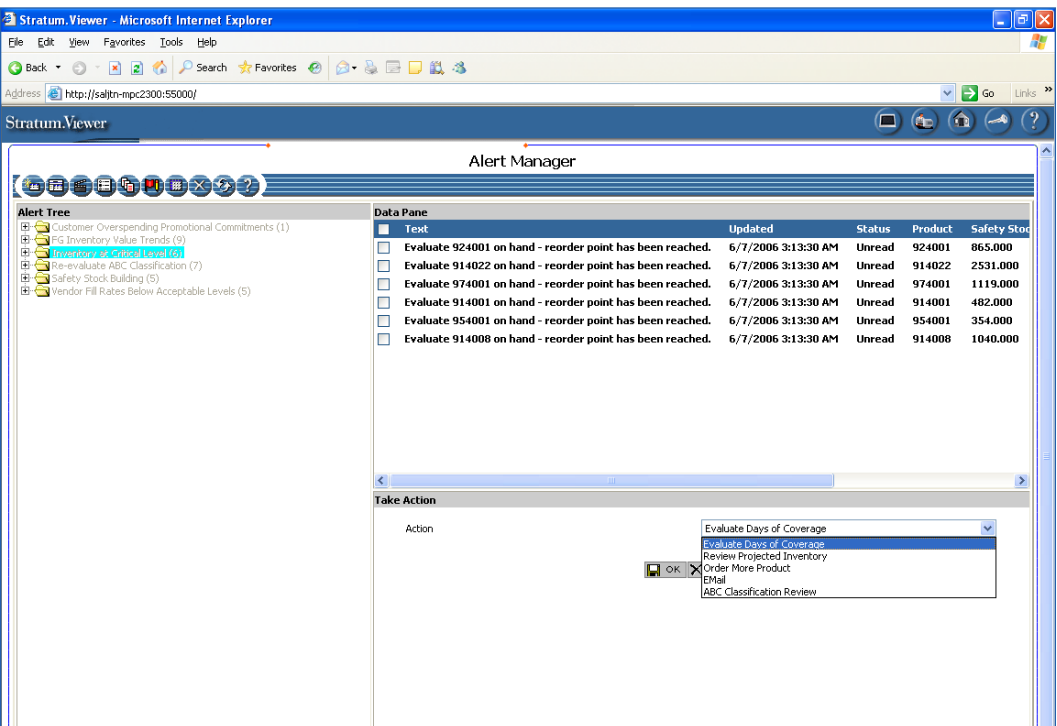 Stratum.Viewer - Microsoft Internet Explorer
File Edit View Favorites Tools Help
Back Search Favorites
Address http://saljtn-mpc2300:55000/ Go Links »
Stratum.Viewer
Alert Manager
Alert Tree
Customer Overspending Promotional Commitments (1)
FG Inventory Value Trends (9)
Inventory at Critical Level (6)
Re-evaluate ABC Classification (7)
Safety Stock Building (5)
Vendor Fill Rates Below Acceptable Levels (5)
Data Pane
Text Updated Status Product Safety Stoc
Evaluate 924001 on hand - reorder point has been reached. 6/7/2006 3:13:30 AM Unread 924001 865.000
Evaluate 914022 on hand - reorder point has been reached. 6/7/2006 3:13:30 AM Unread 914022 2531.000
Evaluate 974001 on hand - reorder point has been reached. 6/7/2006 3:13:30 AM Unread 974001 1119.000
Evaluate 914001 on hand - reorder point has been reached. 6/7/2006 3:13:30 AM Unread 914001 482.000
Evaluate 954001 on hand - reorder point has been reached. 6/7/2006 3:13:30 AM Unread 954001 354.000
Evaluate 914008 on hand - reorder point has been reached. 6/7/2006 3:13:30 AM Unread 914008 1040.000
Take Action
Action Evaluate Days of Coverage
Evaluate Days of Coverage
Review Projected Inventory
OK Order More Product
EMail
ABC Classification Review